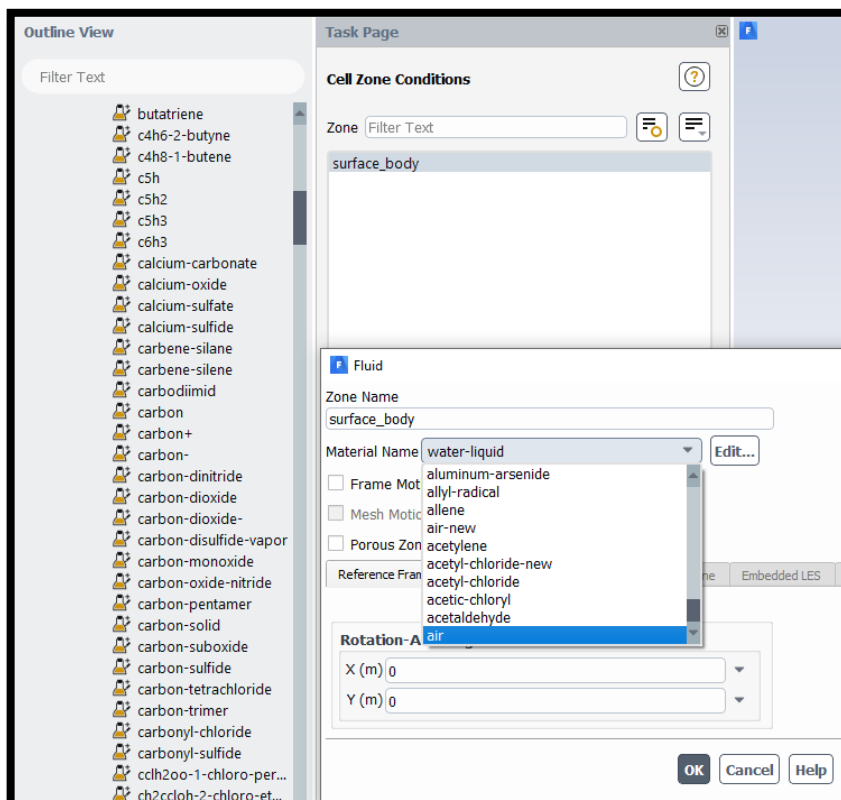 Outline View
Filter Text
butatriene
c4h6-2-butyne
c4h8-1-butene
c5h
c5h2
c5h3
c6h3
calcium-carbonate
calcium-oxide
calcium-sulfate
calcium-sulfide
carbene-silane
carbene-silene
carbodiimid
carbon
carbon+
carbon-
carbon-dinitride
carbon-dioxide
carbon-dioxide-
carbon-disulfide-vapor
carbon-monoxide
carbon-oxide-nitride
carbon-pentamer
carbon-solid
carbon-suboxide
carbon-sulfide
carbon-tetrachloride
carbon-trimer
carbonyl-chloride
carbonyl-sulfide
cclh2oo-1-chloro-per...
ch2ccloh-2-chloro-et...
Task Page
Cell Zone Conditions
?
Zone Filter Text
surface_body
F
F Fluid
Zone Name
surface_body
Material Name water-liquid Edit...
aluminum-arsenide
allyl-radical
allene
air-new
acetylene
acetyl-chloride-new
acetyl-chloride
acetic-chloryl
acetaldehyde
air
Frame Mot
Mesh Motic
Porous Zon
Reference Fram
ne Embedded LES
Rotation-A
X (m) 0
Y (m) 0
OK Cancel Help